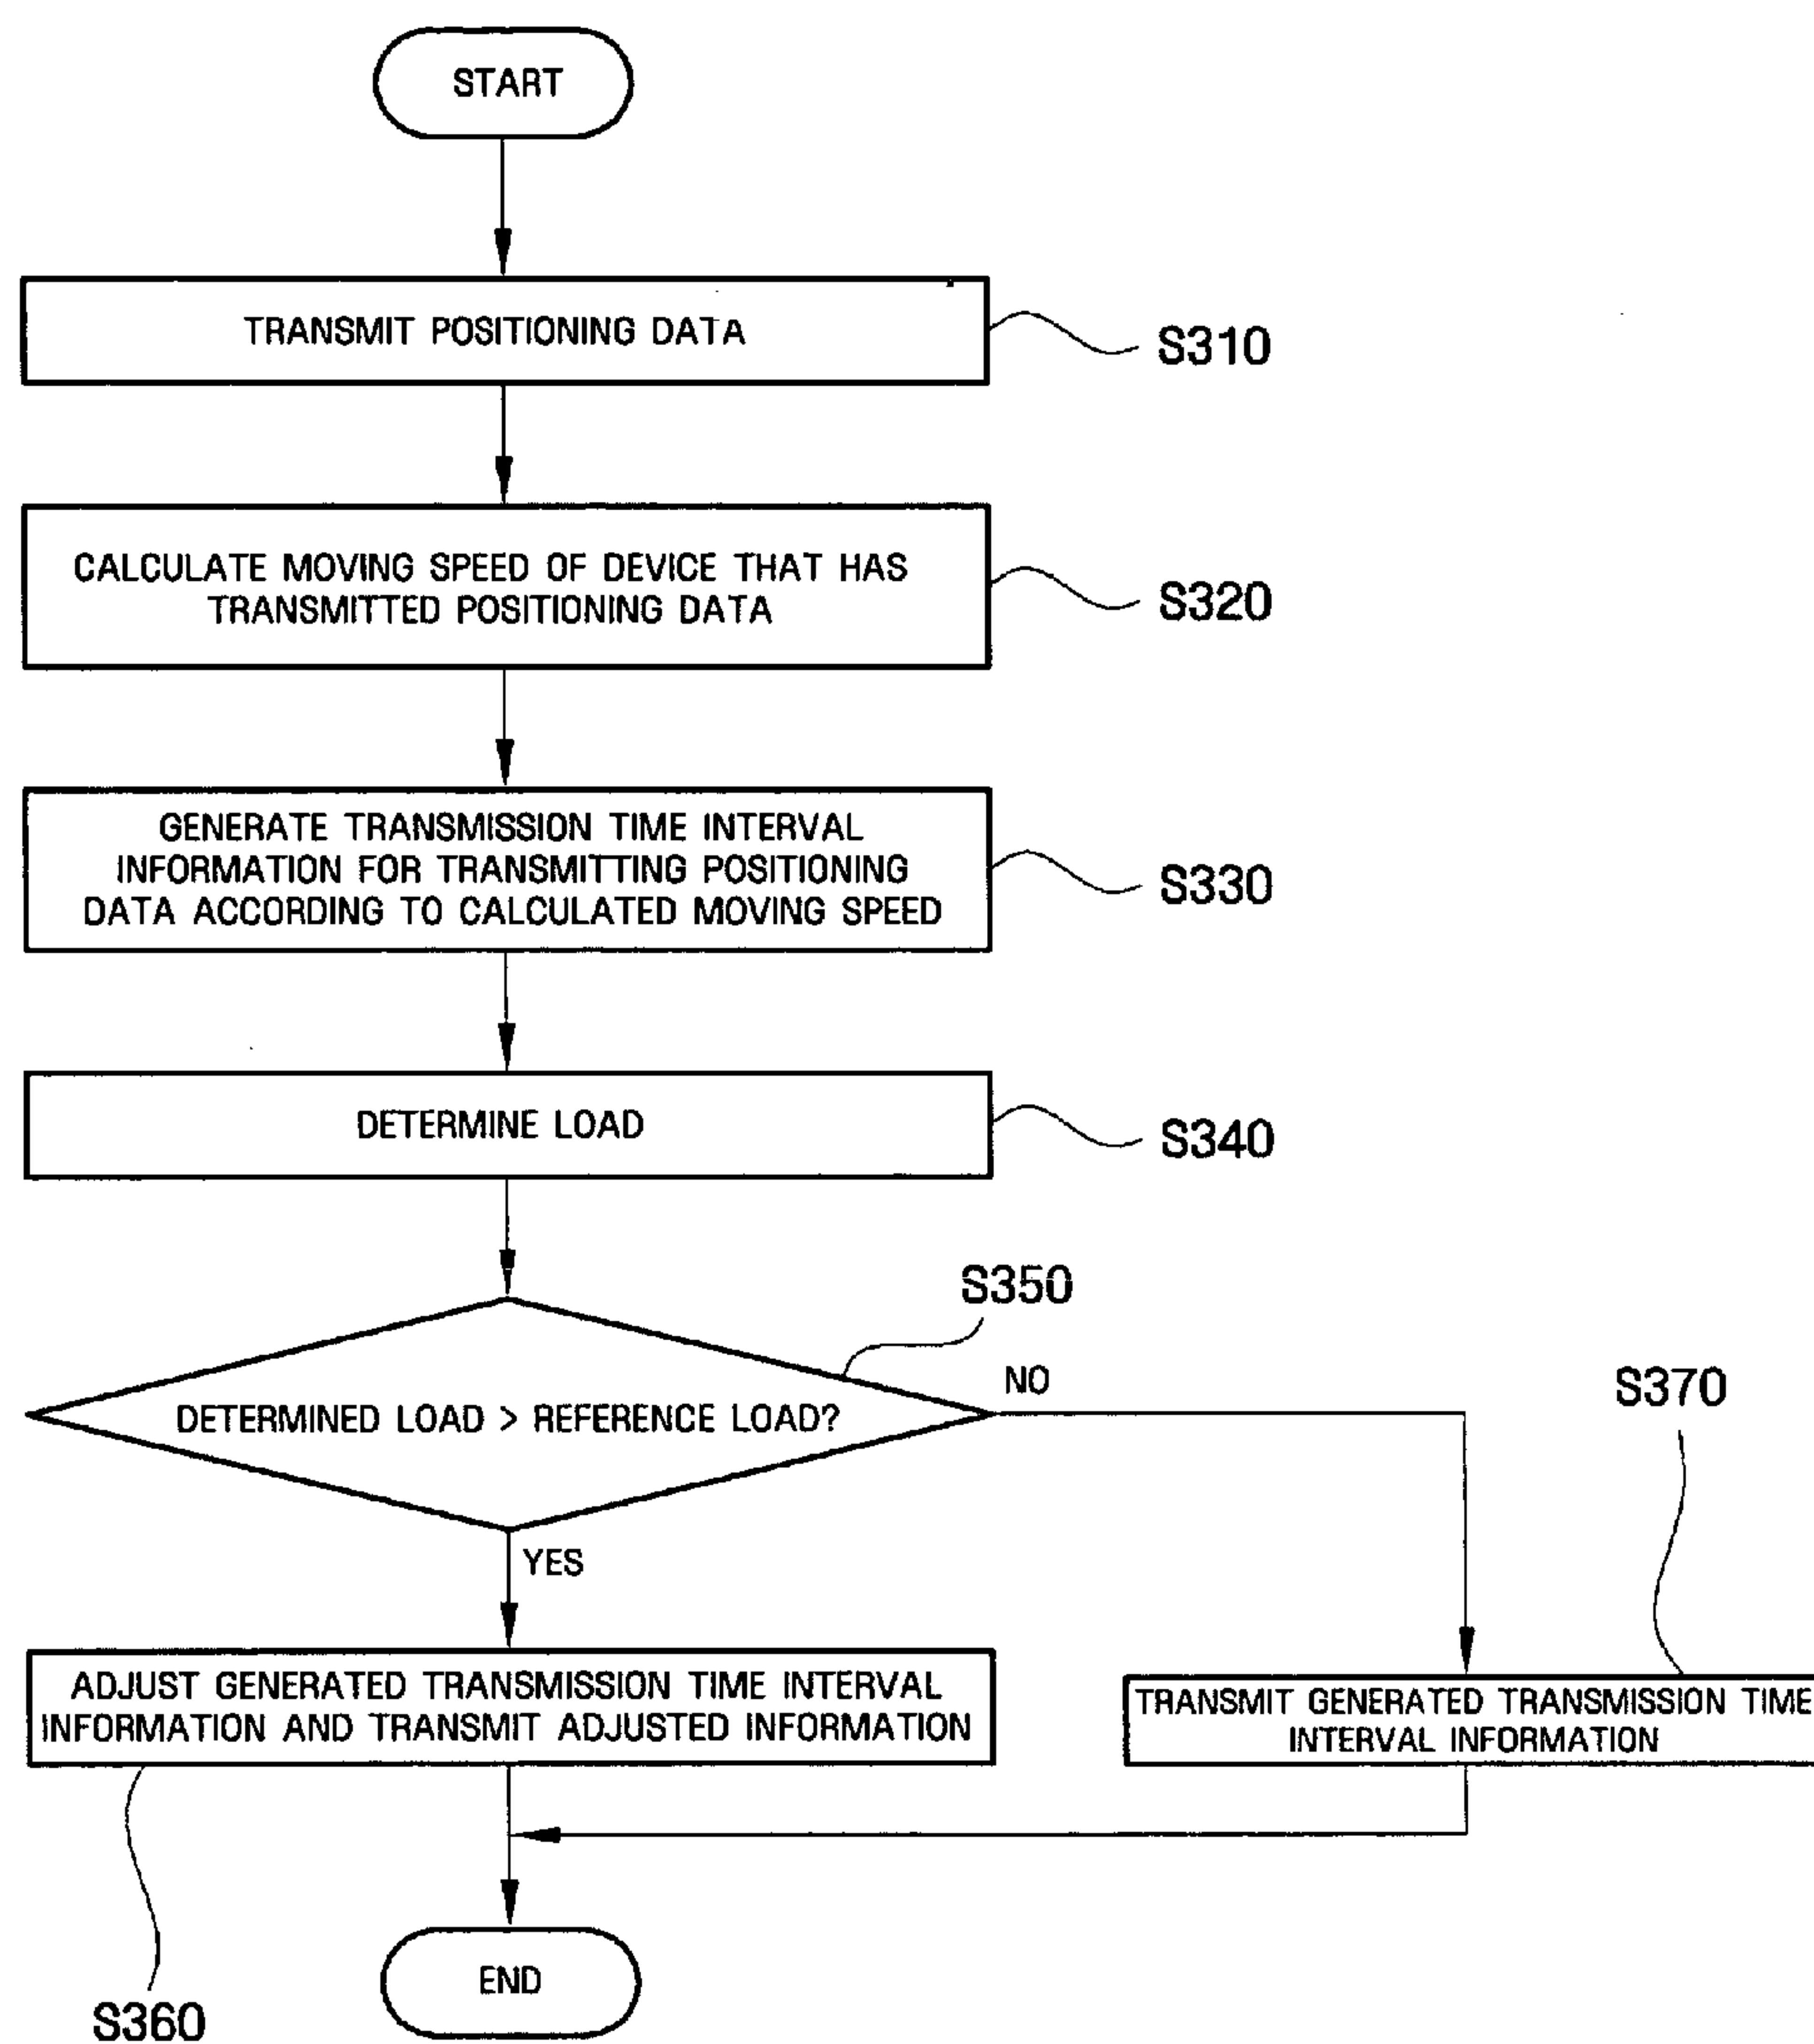 START
TRANSMIT POSITIONING DATA
S310
CALCULATE MOVING SPEED OF DEVICE THAT HAS
TRANSMITTED POSITIONING DATA
S320
GENERATE TRANSMISSION TIME INTERVAL
INFORMATION FOR TRANSMITTING POSITIONING
DATA ACCORDING TO CALCULATED MOVING SPEED
S330
DETERMINE LOAD
S340
S350
DETERMINED LOAD > REFERENCE LOAD?
NO
S370
YES
ADJUST GENERATED TRANSMISSION TIME INTERVAL
INFORMATION AND TRANSMIT ADJUSTED INFORMATION
TRANSMIT GENERATED TRANSMISSION TIME
INTERVAL INFORMATION
END
S360